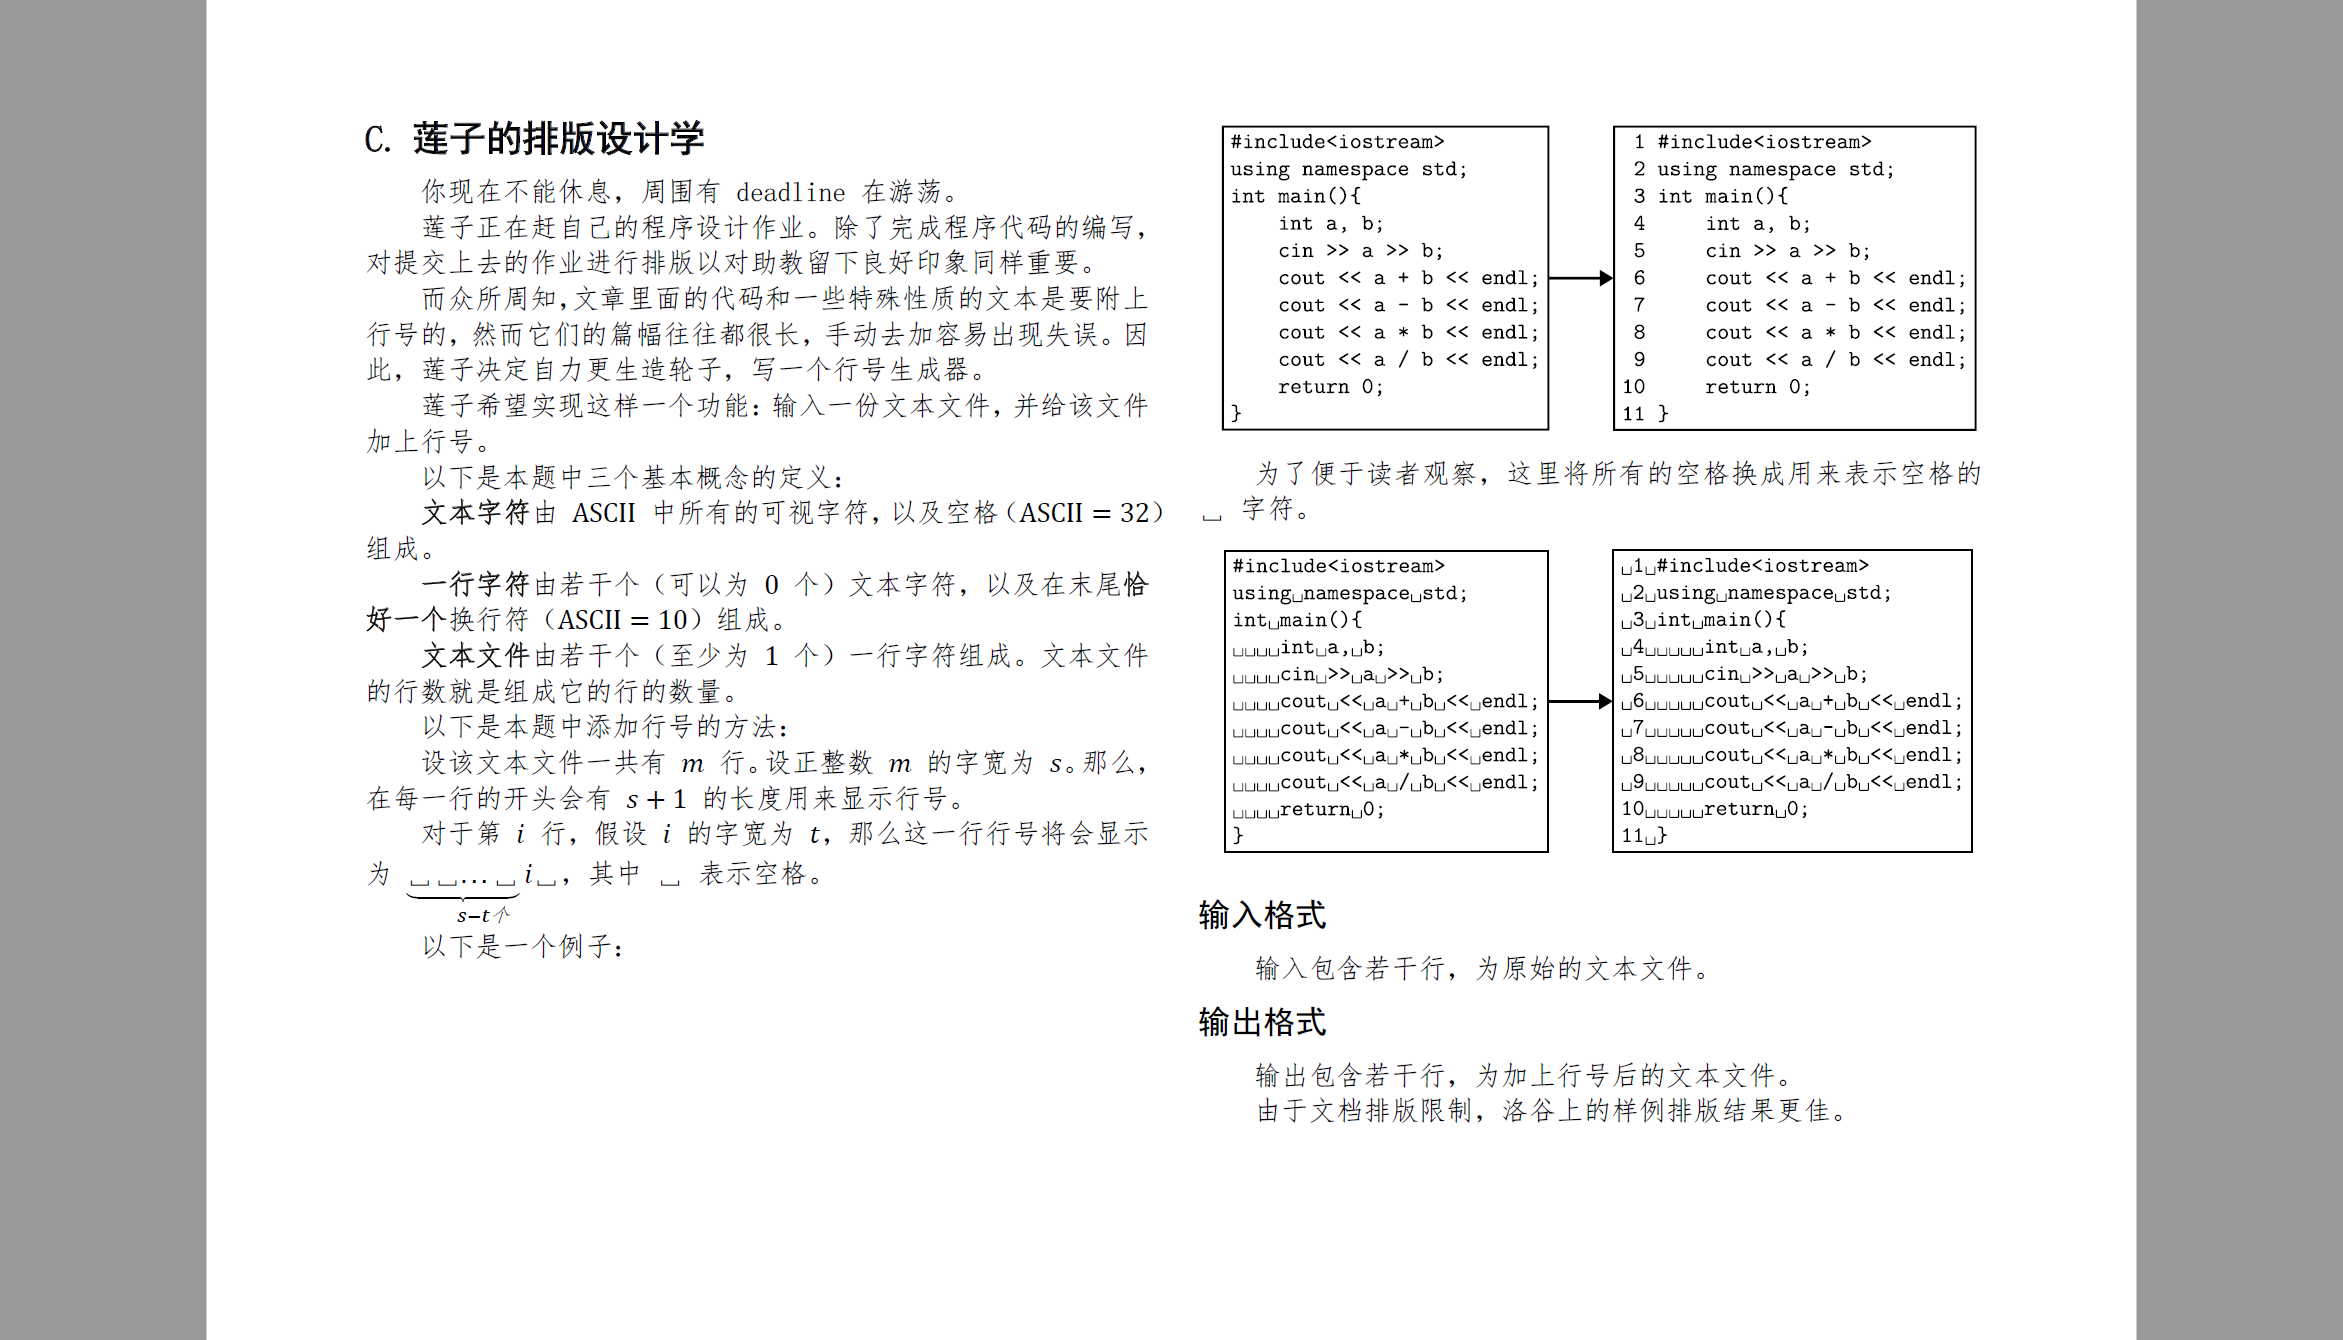 C. 莲子的排版设计学
你现在不能休息，周围有 deadline 在游荡。
莲子正在赶自己的程序设计作业。除了完成程序代码的编写，
对提交上去的作业进行排版以对助教留下良好印象同样重要。
而众所周知，文章里面的代码和一些特殊性质的文本是要附上
行号的，然而它们的篇幅往往都很长，手动去加容易出现失误。因
此，莲子决定自力更生造轮子，写一个行号生成器。
莲子希望实现这样一个功能：输入一份文本文件，并给该文件
加上行号。
以下是本题中三个基本概念的定义：
文本字符由 ASCII 中所有的可视字符，以及空格（ASCII = 32）
组成。
一行字符由若干个（可以为 0 个）文本字符，以及在末尾恰
好一个换行符（ASCII = 10）组成。
文本文件由若干个（至少为 1 个）一行字符组成。文本文件
的行数就是组成它的行的数量。
以下是本题中添加行号的方法：
设该文本文件一共有 m 行。设正整数 m 的字宽为 s。那么，
在每一行的开头会有 s + 1 的长度用来显示行号。
对于第 i 行，假设 i 的字宽为 t，那么这一行行号将会显示
为 ␣ ␣… ␣ i␣，其中 ␣ 表示空格。
s−t个
以下是一个例子：
#include<iostream>
using namespace std;
int main(){
    int a, b;
    cin >> a >> b;
    cout << a + b << endl;
    cout << a - b << endl;
    cout << a * b << endl;
    cout << a / b << endl;
    return 0;
}
 1 #include<iostream>
 2 using namespace std;
 3 int main(){
 4     int a, b;
 5     cin >> a >> b;
 6     cout << a + b << endl;
 7     cout << a - b << endl;
 8     cout << a * b << endl;
 9     cout << a / b << endl;
10     return 0;
11 }
为了便于读者观察，这里将所有的空格换成用来表示空格的
␣ 字符。
#include<iostream>
using␣namespace␣std;
int␣main(){
␣␣␣␣int␣a,␣b;
␣␣␣␣cin␣>>␣a␣>>␣b;
␣␣␣␣cout␣<<␣a␣+␣b␣<<␣endl;
␣␣␣␣cout␣<<␣a␣-␣b␣<<␣endl;
␣␣␣␣cout␣<<␣a␣*␣b␣<<␣endl;
␣␣␣␣cout␣<<␣a␣/␣b␣<<␣endl;
␣␣␣␣return␣0;
}
␣1␣#include<iostream>
␣2␣using␣namespace␣std;
␣3␣int␣main(){
␣4␣␣␣␣␣int␣a,␣b;
␣5␣␣␣␣␣cin␣>>␣a␣>>␣b;
␣6␣␣␣␣␣cout␣<<␣a␣+␣b␣<<␣endl;
␣7␣␣␣␣␣cout␣<<␣a␣-␣b␣<<␣endl;
␣8␣␣␣␣␣cout␣<<␣a␣*␣b␣<<␣endl;
␣9␣␣␣␣␣cout␣<<␣a␣/␣b␣<<␣endl;
10␣␣␣␣␣return␣0;
11␣}
输入格式
输入包含若干行，为原始的文本文件。
输出格式
输出包含若干行，为加上行号后的文本文件。
由于文档排版限制，洛谷上的样例排版结果更佳。